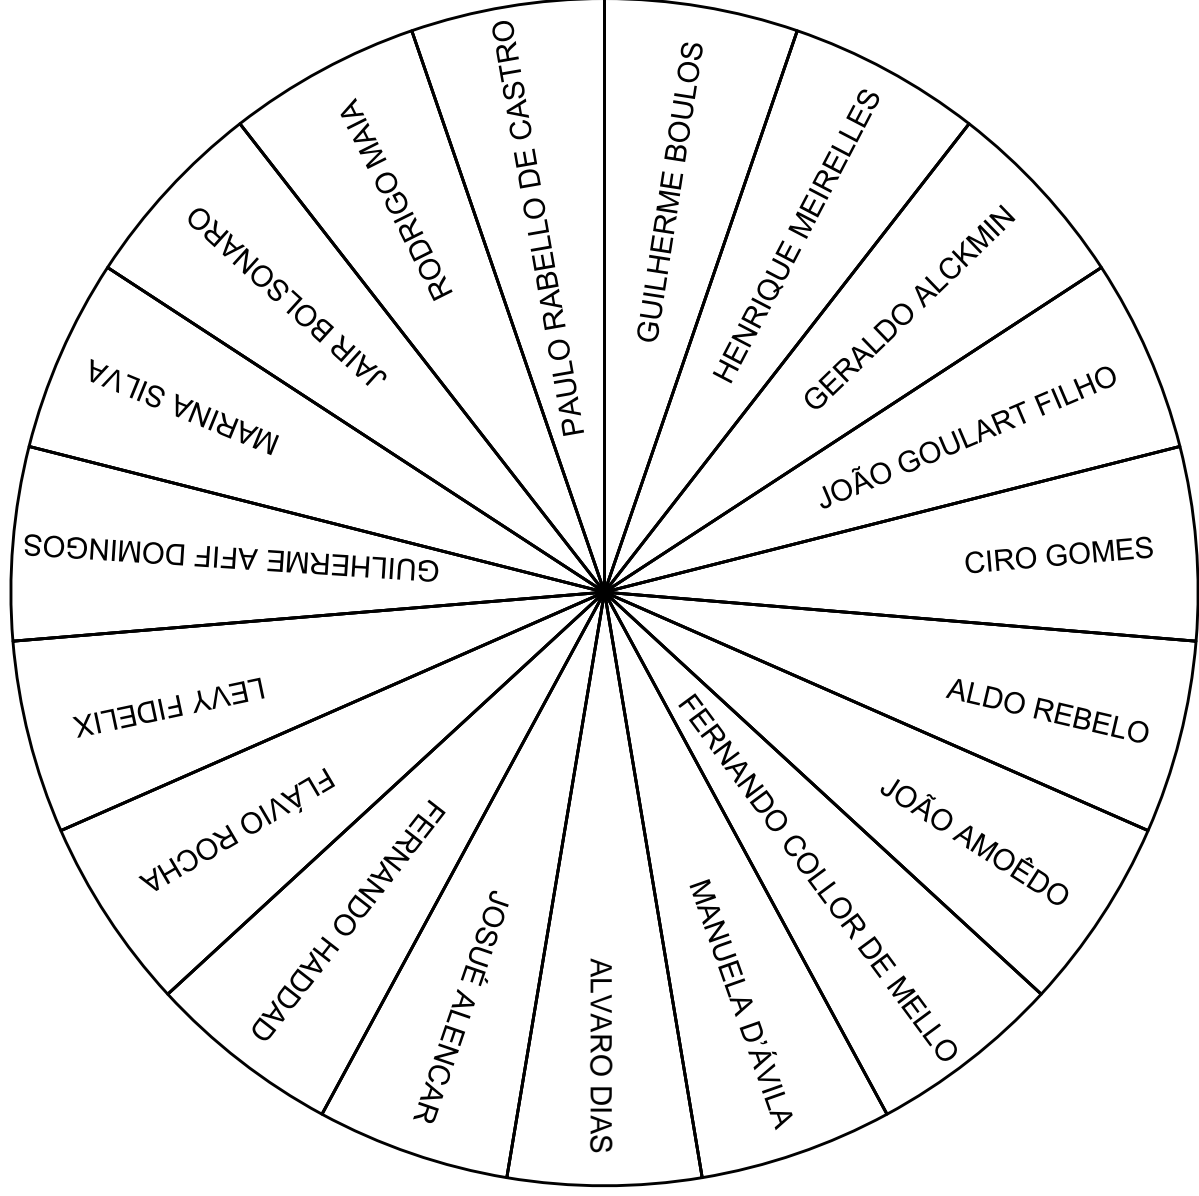 GUILHERME BOULOS
HENRIQUE MEIRELLES
GERALDO ALCKMIN
JOÃO GOULART FILHO
CIRO GOMES
ALDO REBELO
JOÃO AMOÊDO
FERNANDO COLLOR DE MELLO
MANUELA D'ÁVILA
ALVARO DIAS
JOSUÉ ALENCAR
FERNANDO HADDAD
FLÁVIO ROCHA
LEVY FIDELIX
GUILHERME AFIF DOMINGOS
MARINA SILVA
JAIR BOLSONARO
RODRIGO MAIA
PAULO RABELLO DE CASTRO